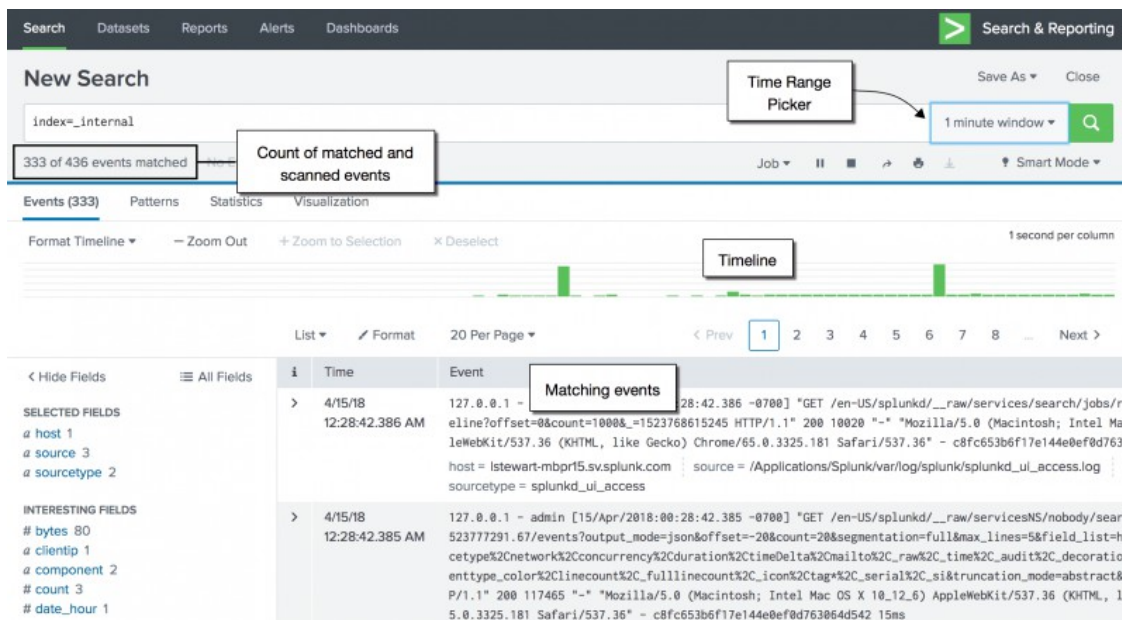 Search Datasets Reports Alerts Dashboards > Search & Reporting
New Search Save As Close
Time Range
Picker
index=_internal 1 minute window
333 of 436 events matched
Count of matched and
scanned events
Job Smart Mode
Events (333) Patterns Statistics Visualization
Format Timeline — Zoom Out + Zoom to Selection × Deselect 1 second per column
Timeline
List Format 20 Per Page < Prev 1 2 3 4 5 6 7 8 ... Next >
< Hide Fields All Fields i Time Event
Matching events
SELECTED FIELDS
a host 1
a source 3
a sourcetype 2
INTERESTING FIELDS
# bytes 80
a clientip 1
a component 2
# count 3
# date_hour 1
> 4/15/18
12:28:42.386 AM
127.0.0.1 - :28:42.386 -0700] "GET /en-US/splunkd/__raw/services/search/jobs/r
eline?offset=0&count=1000&_=1523768615245 HTTP/1.1" 200 10020 "-" "Mozilla/5.0 (Macintosh; Intel Ma
leWebKit/537.36 (KHTML, like Gecko) Chrome/65.0.3325.181 Safari/537.36" - c8fc653b6f17e144e0ef0d763
host = lstewart-mbpr15.sv.splunk.com source = /Applications/Splunk/var/log/splunk/splunkd_ui_access.log
sourcetype = splunkd_ui_access
> 4/15/18
12:28:42.385 AM
127.0.0.1 - admin [15/Apr/2018:00:28:42.385 -0700] "GET /en-US/splunkd/__raw/servicesNS/nobody/sear
523777291.67/events?output_mode=json&offset=-20&count=20&segmentation=full&max_lines=5&field_list=h
cetype%2Cnetwork%2Cconcurrency%2Cduration%2CtimeDelta%2Cmailto%2C_raw%2C_time%2C_audit%2C_decoratio
enttype_color%2Clinecount%2C_fulllinecount%2C_icon%2Ctag*%2C_serial%2C_si&truncation_mode=abstract&
P/1.1" 200 117465 "-" "Mozilla/5.0 (Macintosh; Intel Mac OS X 10_12_6) AppleWebKit/537.36 (KHTML, l
5.0.3325.181 Safari/537.36" - c8fc653b6f17e144e0ef0d763064d542 15ms